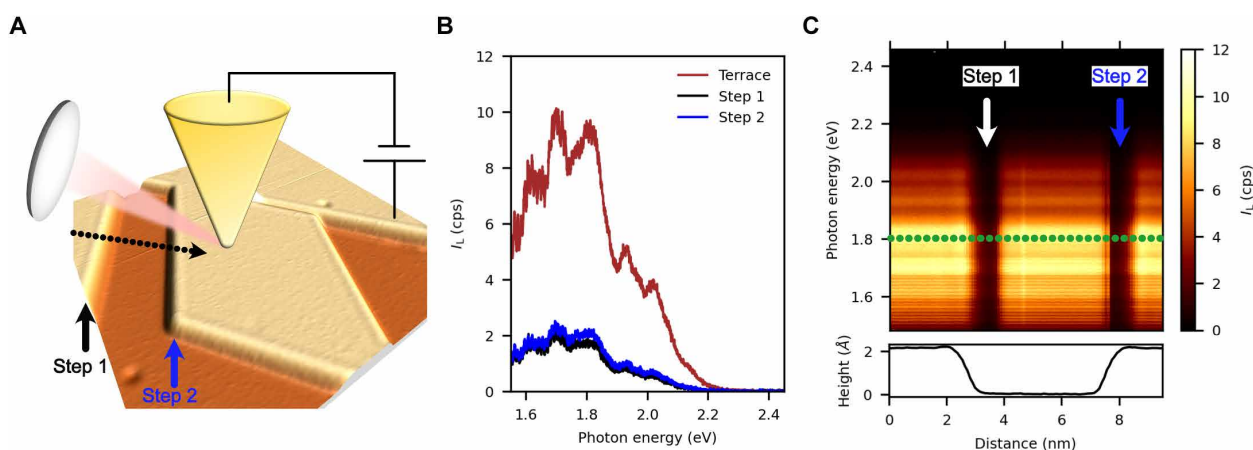 A
Step 1
Step 2
B
12
10
8
6
4
2
0
I_L (cps)
1.6 1.8 2.0 2.2 2.4
Photon energy (eV)
Terrace
Step 1
Step 2
C
Step 1 Step 2
2.4
2.2
2.0
1.8
1.6
Photon energy (eV)
12
10
8
6
4
2
0
I_L (cps)
2
0
Height (Å)
0 2 4 6 8
Distance (nm)